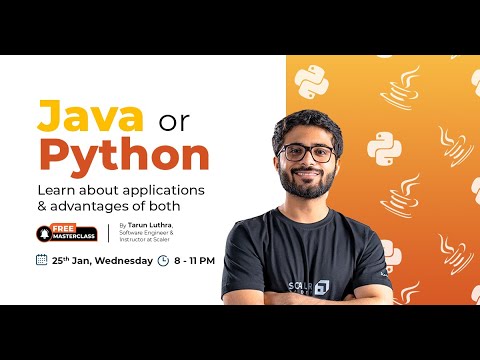 Java or
Python
Learn about applications
& advantages of both
FREE
MASTERCLASS
By Tarun Luthra,
Software Engineer &
Instructor at Scaler
25th Jan, Wednesday
8 - 11 PM